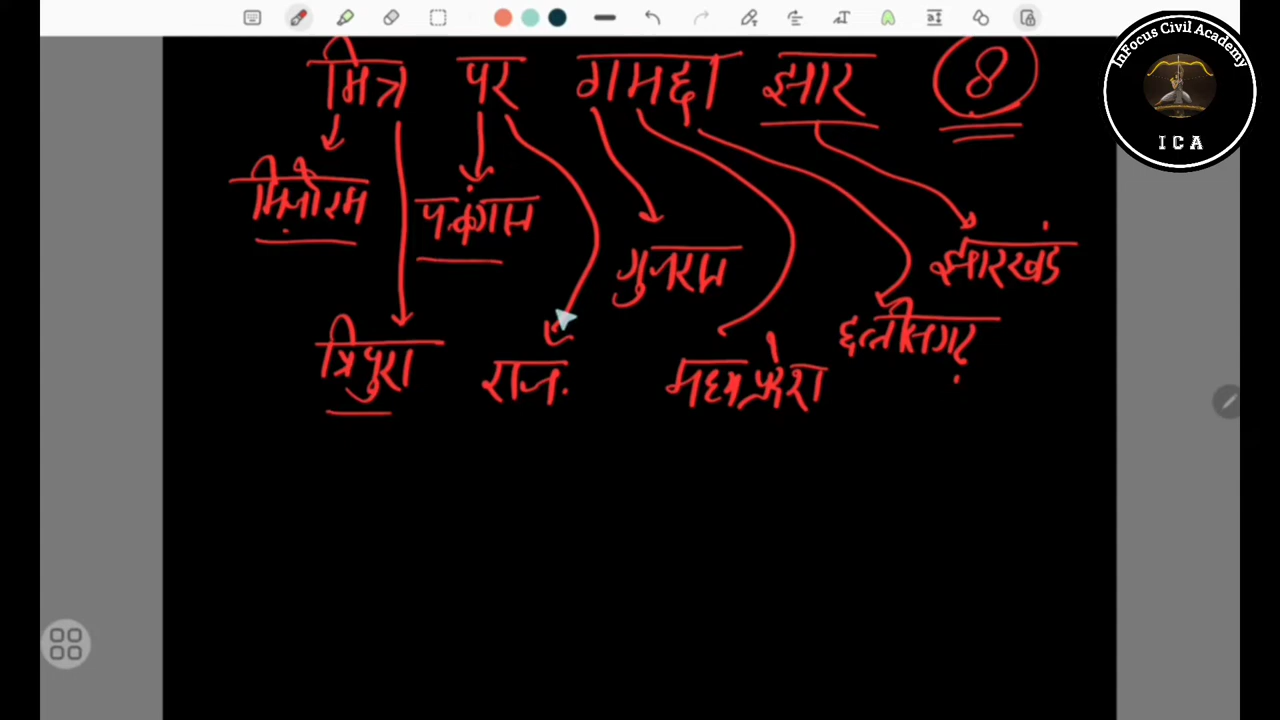 मित्र पर गमछा झार 8
InFocus Civil Academy
ICA
मिजोरम प.बंगाल गुजरात झारखंड
त्रिपुरा राज. मध्यप्रदेश छत्तीसगढ़